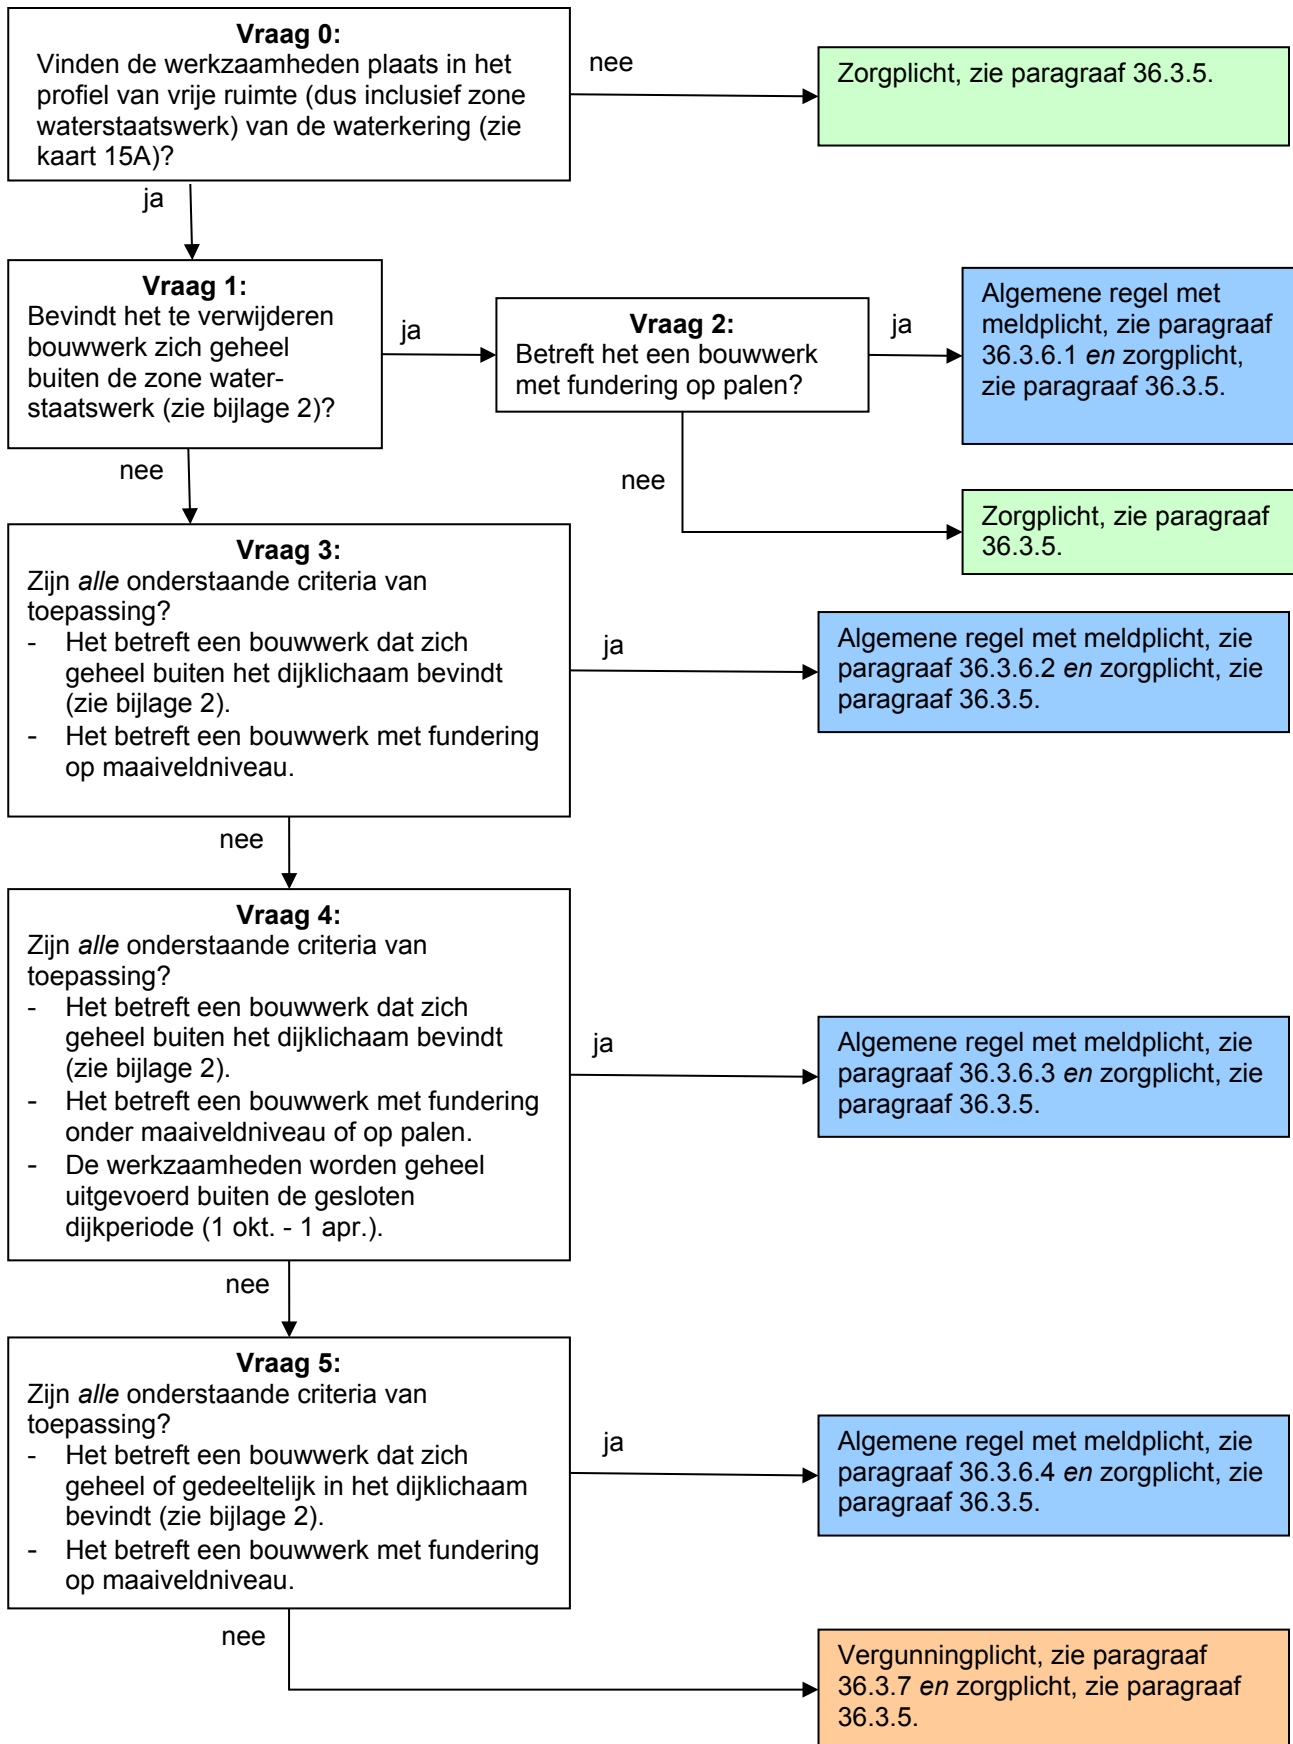 Vraag 0:
Vinden de werkzaamheden plaats in het
profiel van vrije ruimte (dus inclusief zone
waterstaatswerk) van de waterkering (zie
kaart 15A)?
nee
Zorgplicht, zie paragraaf 36.3.5.
ja
Vraag 1:
Bevindt het te verwijderen
bouwwerk zich geheel
buiten de zone water-
staatswerk (zie bijlage 2)?
ja
Vraag 2:
Betreft het een bouwwerk
met fundering op palen?
ja
Algemene regel met
meldplicht, zie paragraaf
36.3.6.1 en zorgplicht,
zie paragraaf 36.3.5.
nee
nee
Zorgplicht, zie paragraaf
36.3.5.
Vraag 3:
Zijn alle onderstaande criteria van
toepassing?
- Het betreft een bouwwerk dat zich
geheel buiten het dijklichaam bevindt
(zie bijlage 2).
- Het betreft een bouwwerk met fundering
op maaiveldniveau.
ja
Algemene regel met meldplicht, zie
paragraaf 36.3.6.2 en zorgplicht, zie
paragraaf 36.3.5.
nee
Vraag 4:
Zijn alle onderstaande criteria van
toepassing?
- Het betreft een bouwwerk dat zich
geheel buiten het dijklichaam bevindt
(zie bijlage 2).
- Het betreft een bouwwerk met fundering
onder maaiveldniveau of op palen.
- De werkzaamheden worden geheel
uitgevoerd buiten de gesloten
dijkperiode (1 okt. - 1 apr.).
ja
Algemene regel met meldplicht, zie
paragraaf 36.3.6.3 en zorgplicht, zie
paragraaf 36.3.5.
nee
Vraag 5:
Zijn alle onderstaande criteria van
toepassing?
- Het betreft een bouwwerk dat zich
geheel of gedeeltelijk in het dijklichaam
bevindt (zie bijlage 2).
- Het betreft een bouwwerk met fundering
op maaiveldniveau.
ja
Algemene regel met meldplicht, zie
paragraaf 36.3.6.4 en zorgplicht, zie
paragraaf 36.3.5.
nee
Vergunningplicht, zie paragraaf
36.3.7 en zorgplicht, zie paragraaf
36.3.5.